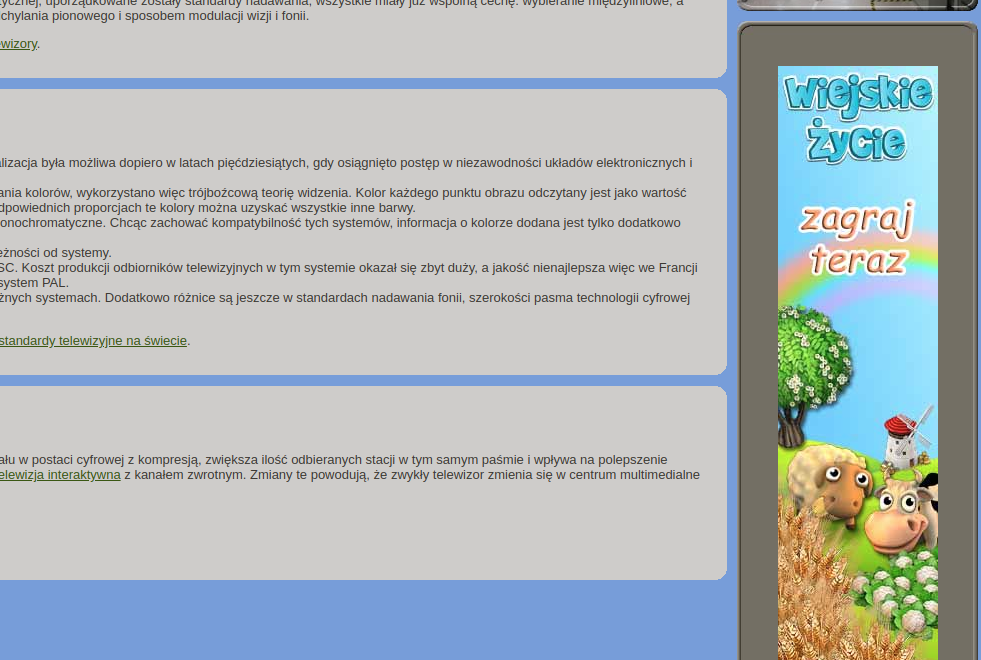 uporządkowane zostały standardy nadawania, wszystkie miały już wspólną cechę: wybieranie międzyliniowe, a
chylania pionowego i sposobem modulacji wizji i fonii.
ewizory.
alizacja była możliwa dopiero w latach pięćdziesiątych, gdy osiągnięto postęp w niezawodności układów elektronicznych i
ania kolorów, wykorzystano więc trójbożcową teorię widzenia. Kolor każdego punktu obrazu odczytany jest jako wartość
dpowiednich proporcjach te kolory można uzyskać wszystkie inne barwy.
onochromatyczne. Chcąc zachować kompatybilność tych systemów, informacja o kolorze dodana jest tylko dodatkowo
eżności od systemy.
SC. Koszt produkcji odbiorników telewizyjnych w tym systemie okazał się zbyt duży, a jakość nienajlepsza więc we Francji
system PAL.
żnych systemach. Dodatkowo różnice są jeszcze w standardach nadawania fonii, szerokości pasma technologii cyfrowej
standardy telewizyjne na świecie.
ału w postaci cyfrowej z kompresją, zwiększa ilość odbieranych stacji w tym samym paśmie i wpływa na polepszenie
elewizja interaktywna z kanałem zwrotnym. Zmiany te powodują, że zwykły telewizor zmienia się w centrum multimedialne
Wiejskie
Życie
zagraj
teraz